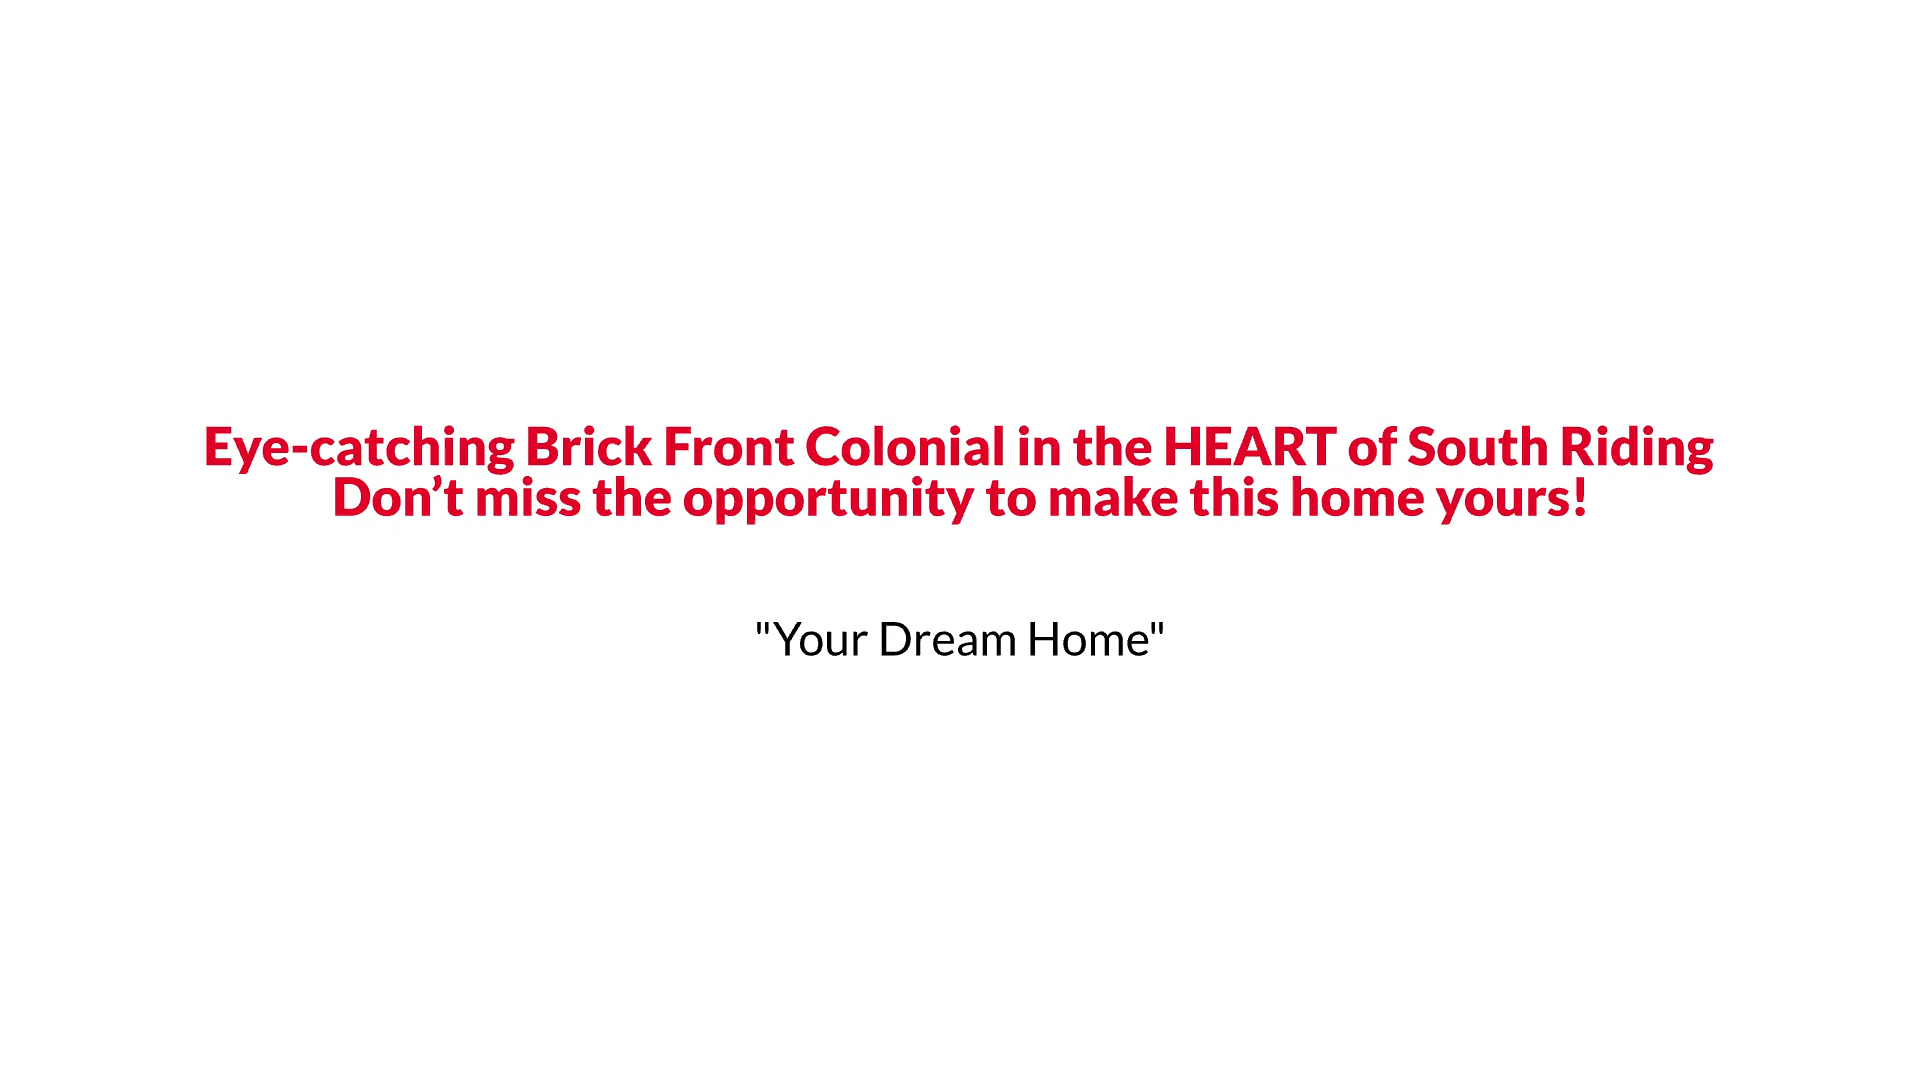 Eye-catching Brick Front Colonial in the HEART of South Riding
Don’t miss the opportunity to make this home yours!
"Your Dream Home"